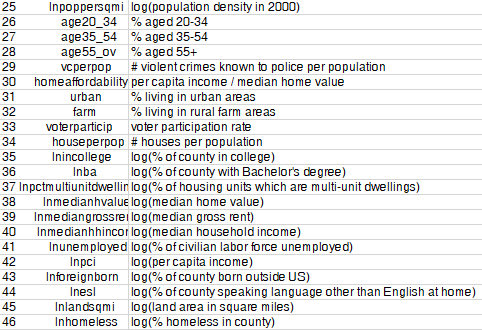 25 lnpoppersqmi log(population density in 2000)
26 age20_34 % aged 20-34
27 age35_54 % aged 35-54
28 age55_ov % aged 55+
29 vcperpop # violent crimes known to police per population
30 homeaffordability per capita income / median home value
31 urban % living in urban areas
32 farm % living in rural farm areas
33 voterparticip voter participation rate
34 houseperpop # houses per population
35 lnincollege log(% of county in college)
36 lnba log(% of county with Bachelor's degree)
37 lnpctmultiunitdwellin log(% of housing units which are multi-unit dwellings)
38 lnmedianhvalue log(median home value)
39 lnmediangrossren log(median gross rent)
40 lnmedianhhincor log(median household income)
41 lnunemployed log(% of civilian labor force unemployed)
42 lnpci log(per capita income)
43 lnforeignborn log(% of county born outside US)
44 lnesl log(% of county speaking language other than English at home)
45 lnlandsqmi log(land area in square miles)
46 lnhomeless log(% homeless in county)